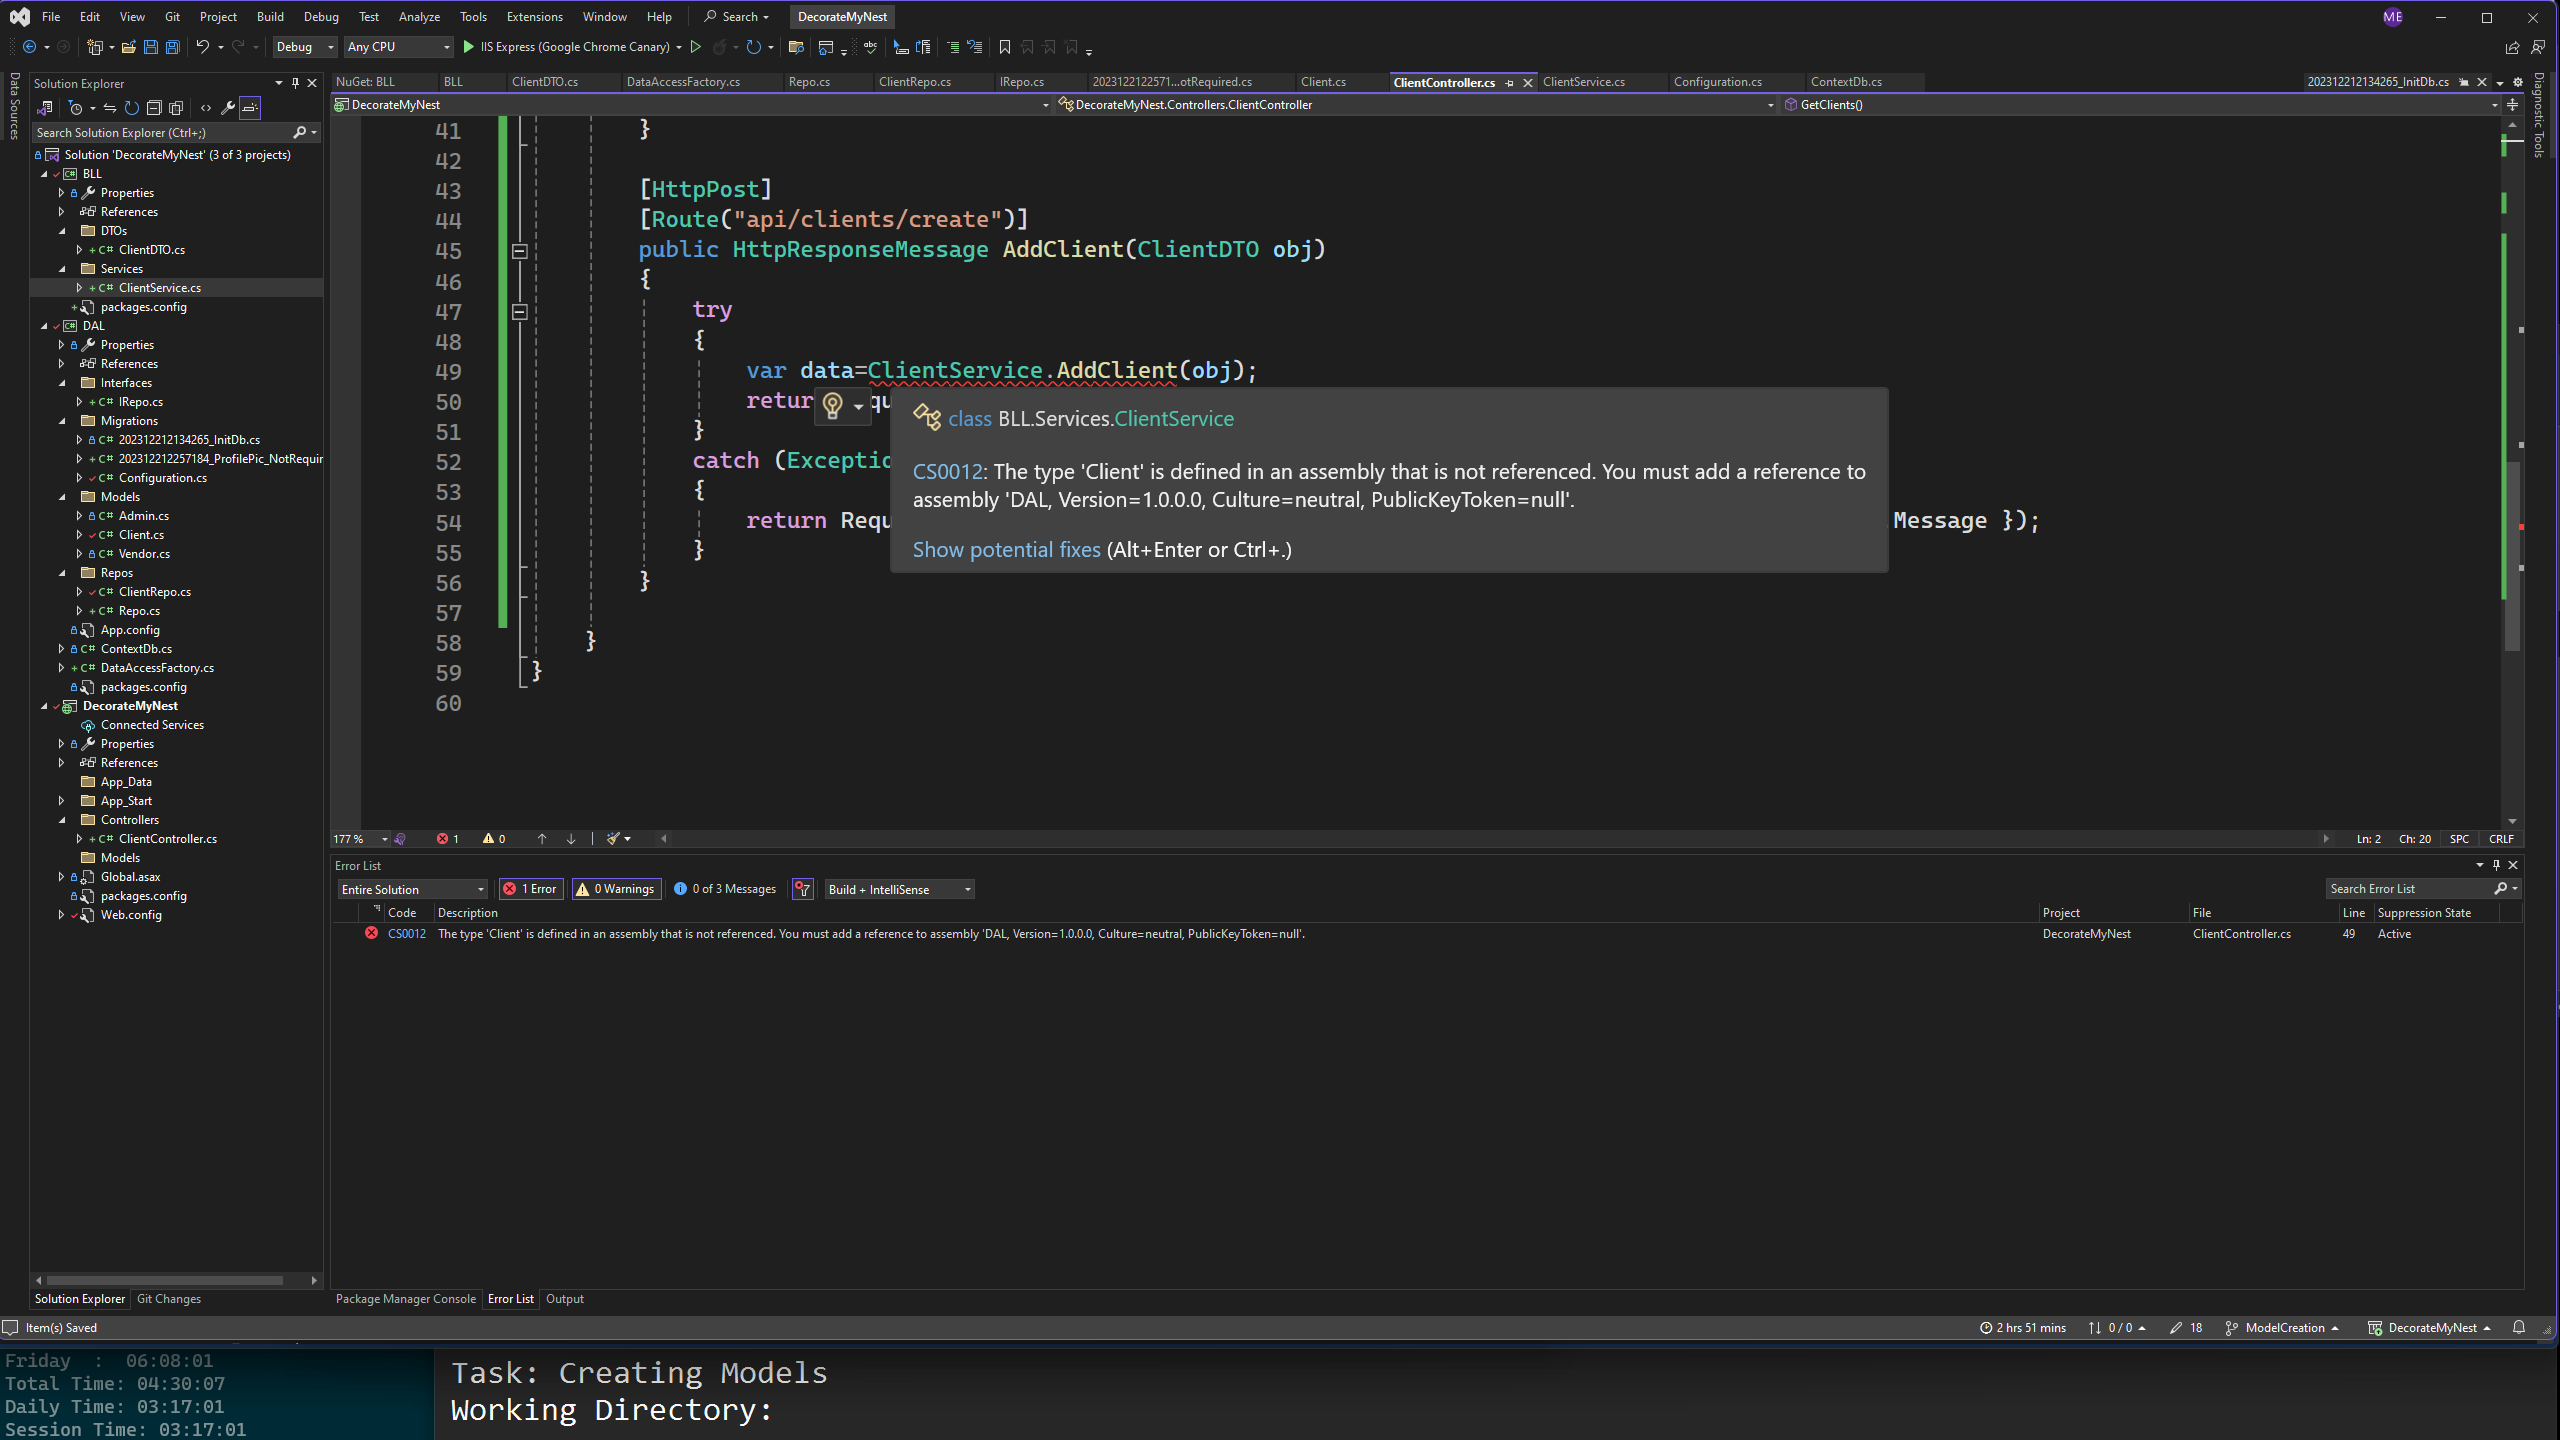 File Edit View Git Project Build Debug Test Analyze Tools Extensions Window Help Search DecorateMyNest ME
Debug Any CPU IIS Express (Google Chrome Canary)
Data Sources
Solution Explorer
Search Solution Explorer (Ctrl+;)
Solution 'DecorateMyNest' (3 of 3 projects)
BLL
Properties
References
DTOs
C# ClientDTO.cs
Services
C# ClientService.cs
packages.config
DAL
Properties
References
Interfaces
C# IRepo.cs
Migrations
C# 202312212134265_InitDb.cs
C# 202312212257184_ProfilePic_NotRequir
C# Configuration.cs
Models
C# Admin.cs
C# Client.cs
C# Vendor.cs
Repos
C# ClientRepo.cs
C# Repo.cs
App.config
C# ContextDb.cs
C# DataAccessFactory.cs
packages.config
DecorateMyNest
Connected Services
Properties
References
App_Data
App_Start
Controllers
C# ClientController.cs
Models
Global.asax
packages.config
Web.config
Solution Explorer Git Changes
NuGet: BLL BLL ClientDTO.cs DataAccessFactory.cs Repo.cs ClientRepo.cs IRepo.cs 2023122122571...otRequired.cs Client.cs ClientController.cs ClientService.cs Configuration.cs ContextDb.cs 202312212134265_InitDb.cs
DecorateMyNest DecorateMyNest.Controllers.ClientController GetClients()
Diagnostic Tools
41 }
42
43 [HttpPost]
44 [Route("api/clients/create")]
45 public HttpResponseMessage AddClient(ClientDTO obj)
46 {
47 try
48 {
49 var data=ClientService.AddClient(obj);
50 retur qu
51 }
52 catch (Exceptio
53 {
54 return Requ Message });
55 }
56 }
57
58 }
59 }
60
class BLL.Services.ClientService
CS0012: The type 'Client' is defined in an assembly that is not referenced. You must add a reference to
assembly 'DAL, Version=1.0.0.0, Culture=neutral, PublicKeyToken=null'.
Show potential fixes (Alt+Enter or Ctrl+.)
177 % 1 0 Ln: 2 Ch: 20 SPC CRLF
Error List
Entire Solution 1 Error 0 Warnings 0 of 3 Messages Build + IntelliSense Search Error List
Code Description Project File Line Suppression State
CS0012 The type 'Client' is defined in an assembly that is not referenced. You must add a reference to assembly 'DAL, Version=1.0.0.0, Culture=neutral, PublicKeyToken=null'. DecorateMyNest ClientController.cs 49 Active
Package Manager Console Error List Output
Item(s) Saved 2 hrs 51 mins 0 / 0 18 ModelCreation DecorateMyNest
Friday : 06:08:01
Total Time: 04:30:07
Daily Time: 03:17:01
Session Time: 03:17:01
Task: Creating Models
Working Directory: